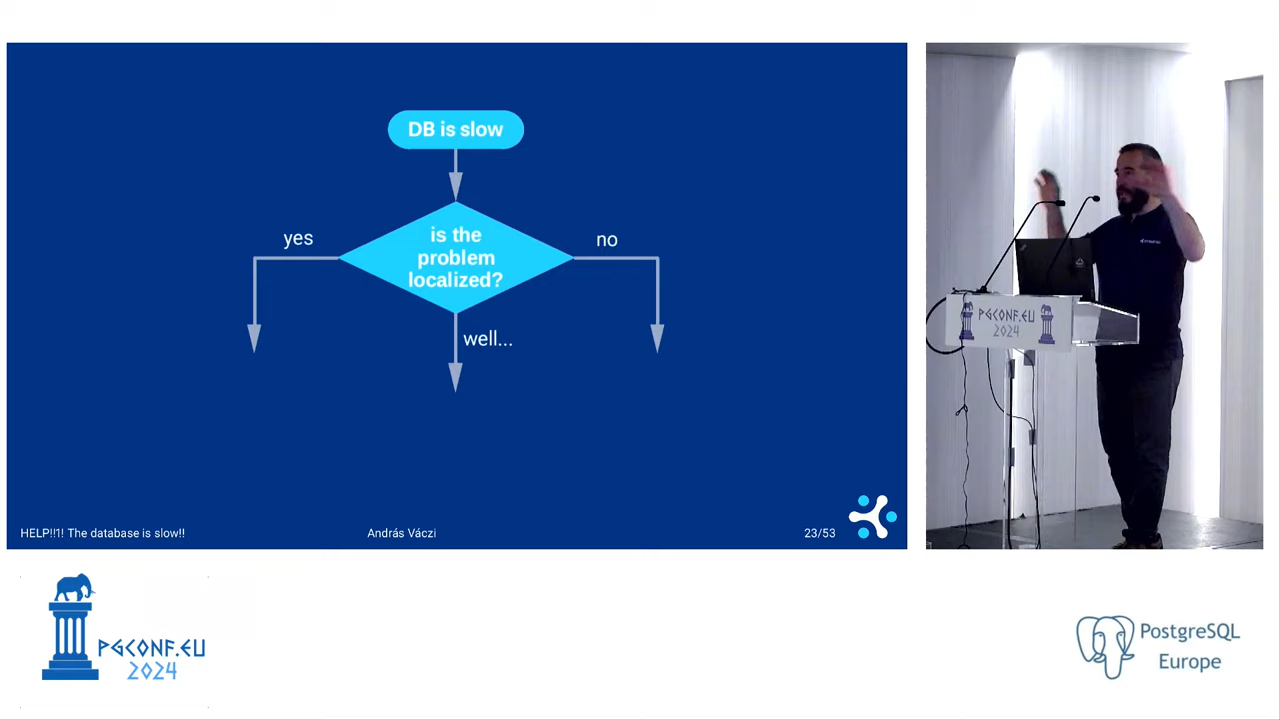 DB is slow
is the
problem
localized?
yes
no
well...
HELP!!1! The database is slow!!
András Váczi
23/53
PGCONF.EU
2024
PGCONF.EU
2024
PostgreSQL
Europe